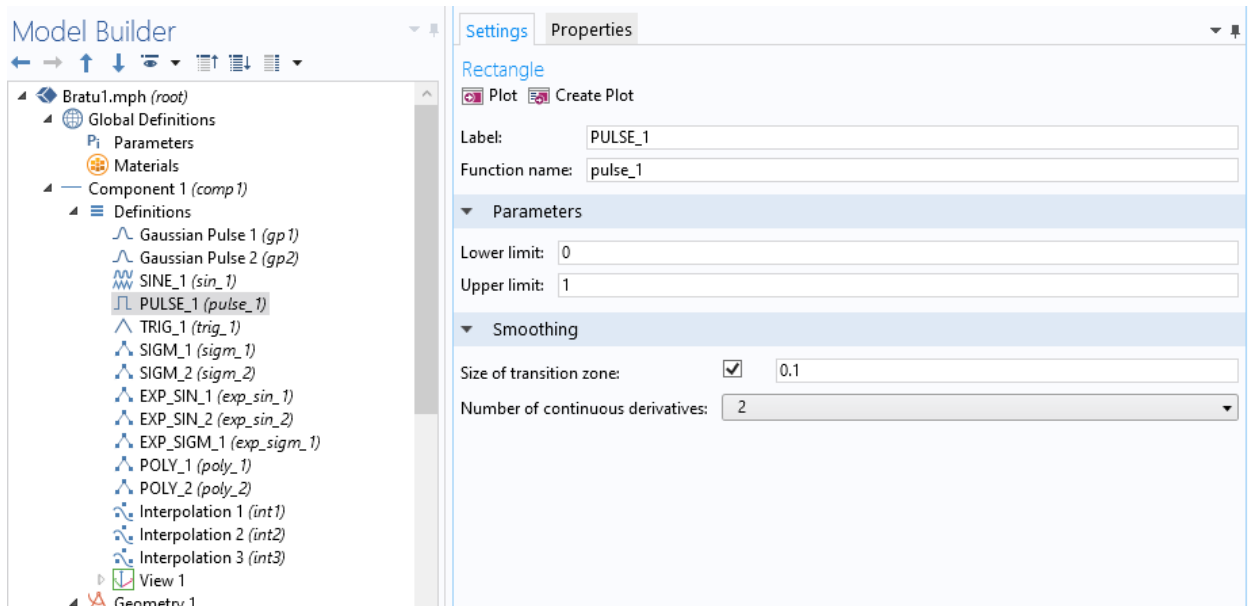 Model Builder
Bratu1.mph (root)
Global Definitions
Pi Parameters
Materials
Component 1 (comp1)
Definitions
Gaussian Pulse 1 (gp1)
Gaussian Pulse 2 (gp2)
SINE_1 (sin_1)
PULSE_1 (pulse_1)
TRIG_1 (trig_1)
SIGM_1 (sigm_1)
SIGM_2 (sigm_2)
EXP_SIN_1 (exp_sin_1)
EXP_SIN_2 (exp_sin_2)
EXP_SIGM_1 (exp_sigm_1)
POLY_1 (poly_1)
POLY_2 (poly_2)
Interpolation 1 (int1)
Interpolation 2 (int2)
Interpolation 3 (int3)
View 1
Geometry 1
Settings Properties
Rectangle
Plot Create Plot
Label: PULSE_1
Function name: pulse_1
Parameters
Lower limit: 0
Upper limit: 1
Smoothing
Size of transition zone: 0.1
Number of continuous derivatives: 2